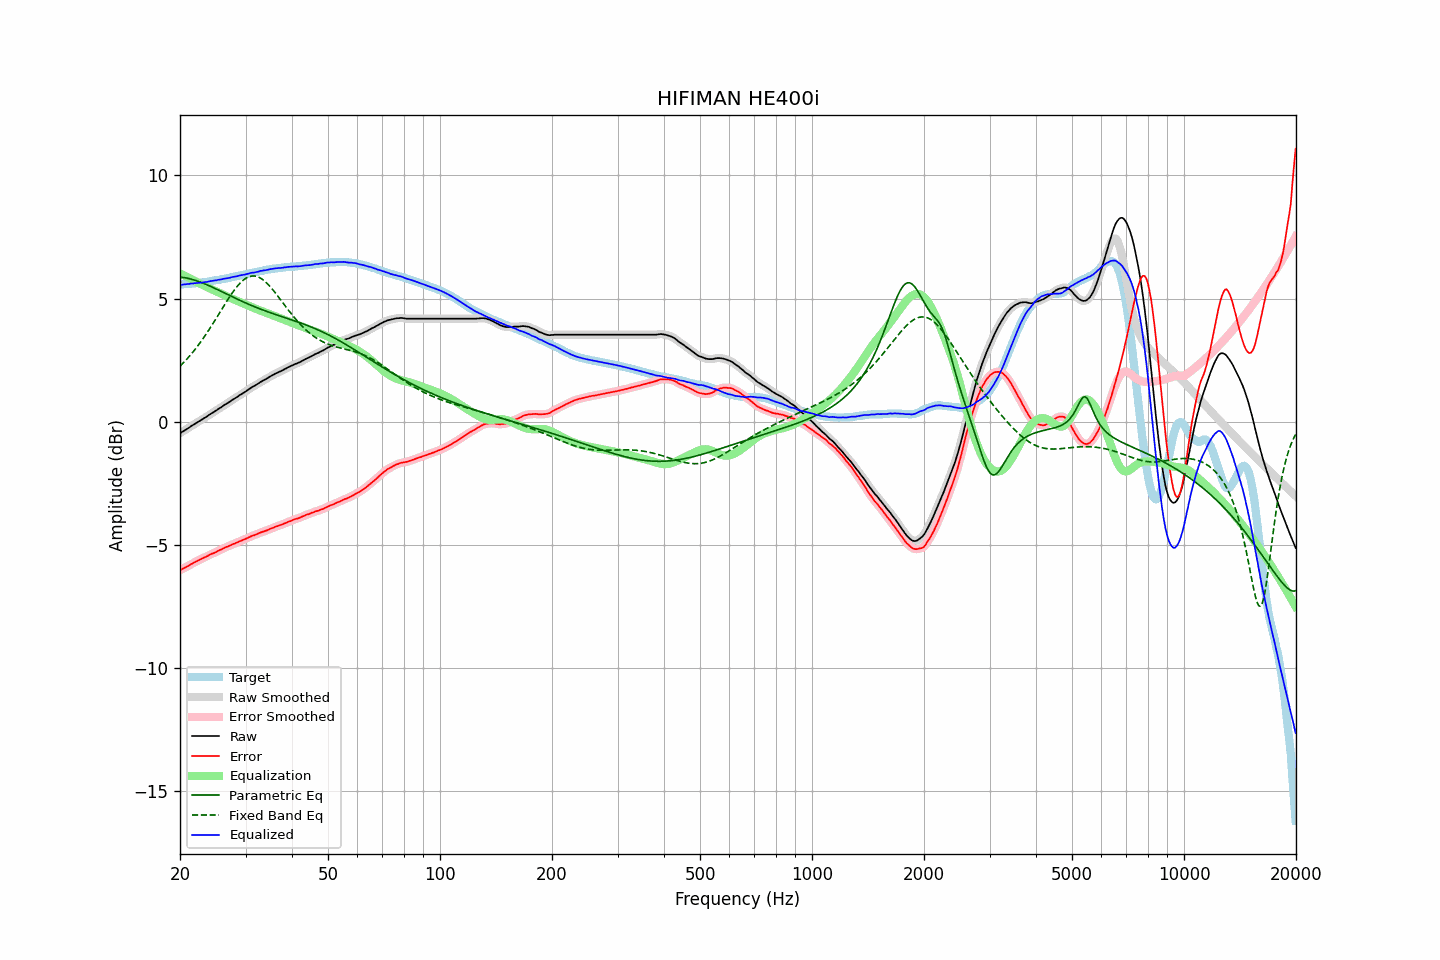 HIFIMAN HE400i
Amplitude (dBr)
10
5
0
−5
−10
−15
Target
Raw Smoothed
Error Smoothed
Raw
Error
Equalization
Parametric Eq
Fixed Band Eq
Equalized
20 50 100 200 500 1000 2000 5000 10000 20000
Frequency (Hz)